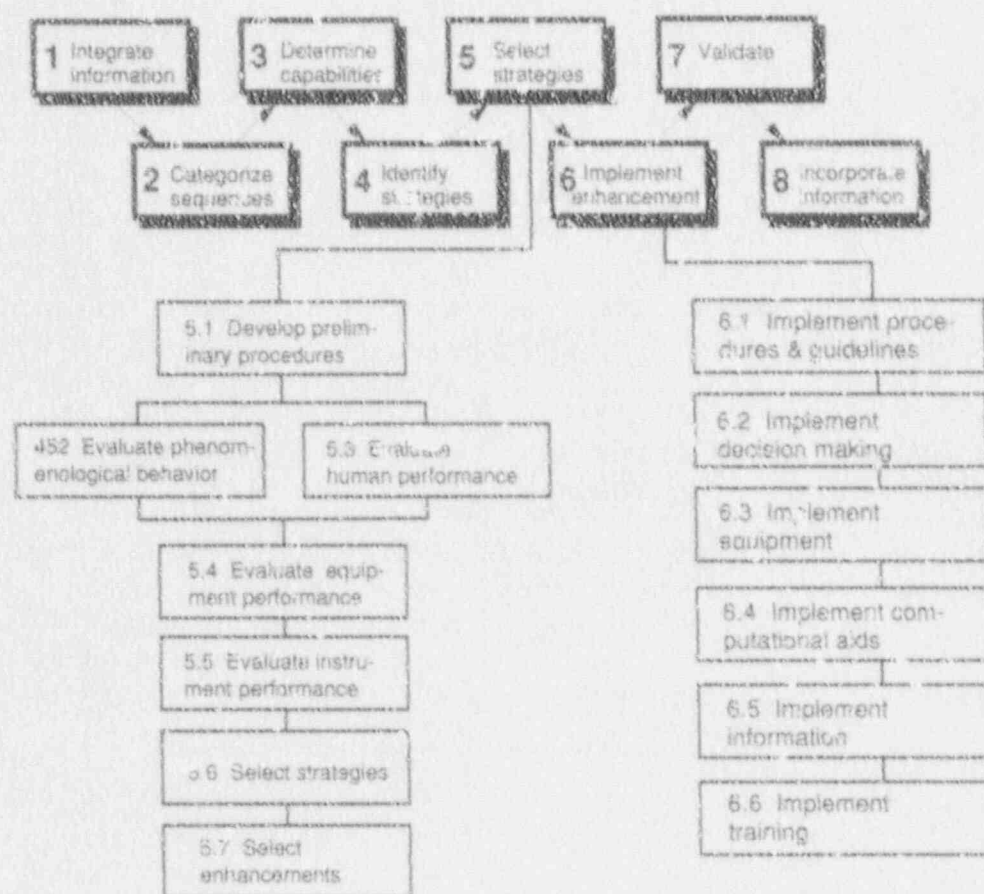 1 Integrate
information
3 Determine
capabilities
5 Select
strategies
7 Validate
2 Categorize
sequences
4 Identify
strategies
6 Implement
enhancement
8 Incorporate
information
5.1 Develop prelim-
inary procedures
452 Evaluate phenom-
enological behavior
5.3 Evaluate
human performance
5.4 Evaluate equip-
ment performance
5.5 Evaluate instru-
ment performance
5.6 Select strategies
5.7 Select
enhancements
6.1 Implement proce-
dures & guidelines
6.2 Implement
decision making
6.3 Implement
equipment
6.4 Implement com-
putational aids
6.5 Implement
information
6.6 Implement
training